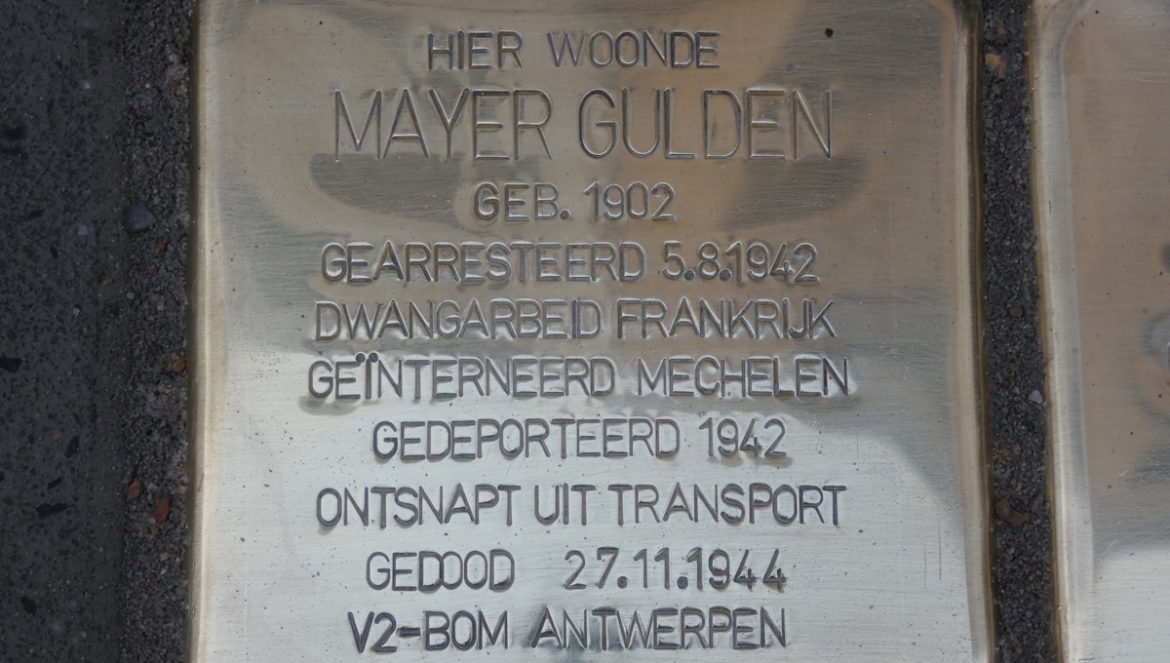 HIER WOONDE
MAYER GULDEN
GEB. 1902
GEARRESTEERD 5.8.1942
DWANGARBEID FRANKRIJK
GEÏNTERNEERD MECHELEN
GEDEPORTEERD 1942
ONTSNAPT UIT TRANSPORT
GEDOOD 27.11.1944
V2-BOM ANTWERPEN